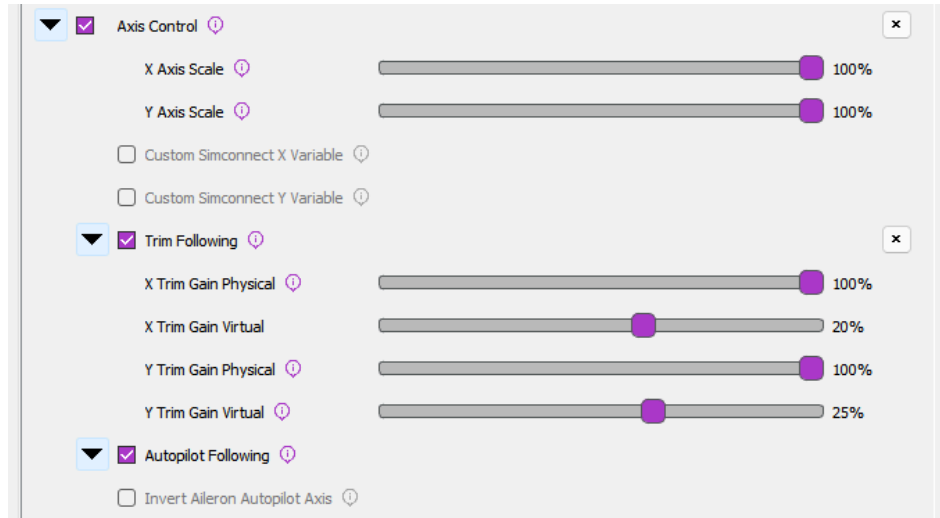 Axis Control
X Axis Scale 100%
Y Axis Scale 100%
Custom Simconnect X Variable
Custom Simconnect Y Variable
Trim Following
X Trim Gain Physical 100%
X Trim Gain Virtual 20%
Y Trim Gain Physical 100%
Y Trim Gain Virtual 25%
Autopilot Following
Invert Aileron Autopilot Axis